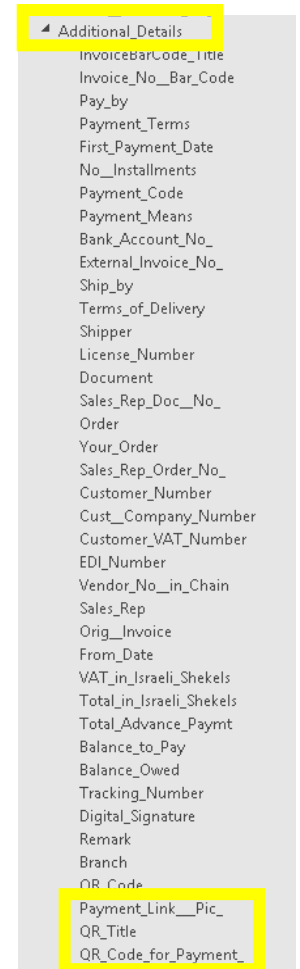 Additional_Details
InvoiceBarCode_Title
Invoice_No__Bar_Code
Pay_by
Payment_Terms
First_Payment_Date
No__Installments
Payment_Code
Payment_Means
Bank_Account_No_
External_Invoice_No_
Ship_by
Terms_of_Delivery
Shipper
License_Number
Document
Sales_Rep_Doc__No_
Order
Your_Order
Sales_Rep_Order_No_
Customer_Number
Cust__Company_Number
Customer_VAT_Number
EDI_Number
Vendor_No__in_Chain
Sales_Rep
Orig__Invoice
From_Date
VAT_in_Israeli_Shekels
Total_in_Israeli_Shekels
Total_Advance_Paymt
Balance_to_Pay
Balance_Owed
Tracking_Number
Digital_Signature
Remark
Branch
QR_Code
Payment_Link___Pic_
QR_Title
QR_Code_for_Payment_